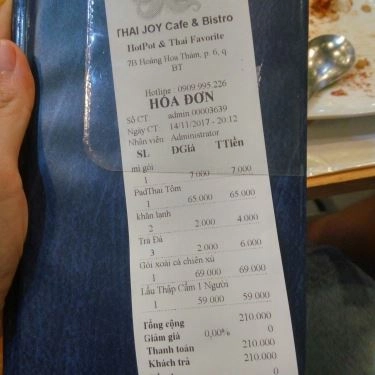 THAI JOY Cafe & Bistro
HotPot & Thai Favorite
7B Hoàng Hoa Thám, p. 6, q.
BT
Hotline : 0909 995 226
HÓA ĐƠN
Số CT admin 00003639
Ngày CT 14/11/2017 - 20:12
Nhân viên Administrator
SL ĐGiá TTiền
mì gói
1 7.000 7.000
PadThai Tôm
1 65.000 65.000
khăn lạnh
2 2.000 4.000
Trà Đá
3 2.000 6.000
Gỏi xoài cá chiên xù
1 69.000 69.000
Lẩu Thập Cẩm 1 Người
1 59.000 59.000
Tổng cộng 210.000
Giảm giá 0,00% 0
Thanh toán 210.000
Khách trả 210.000